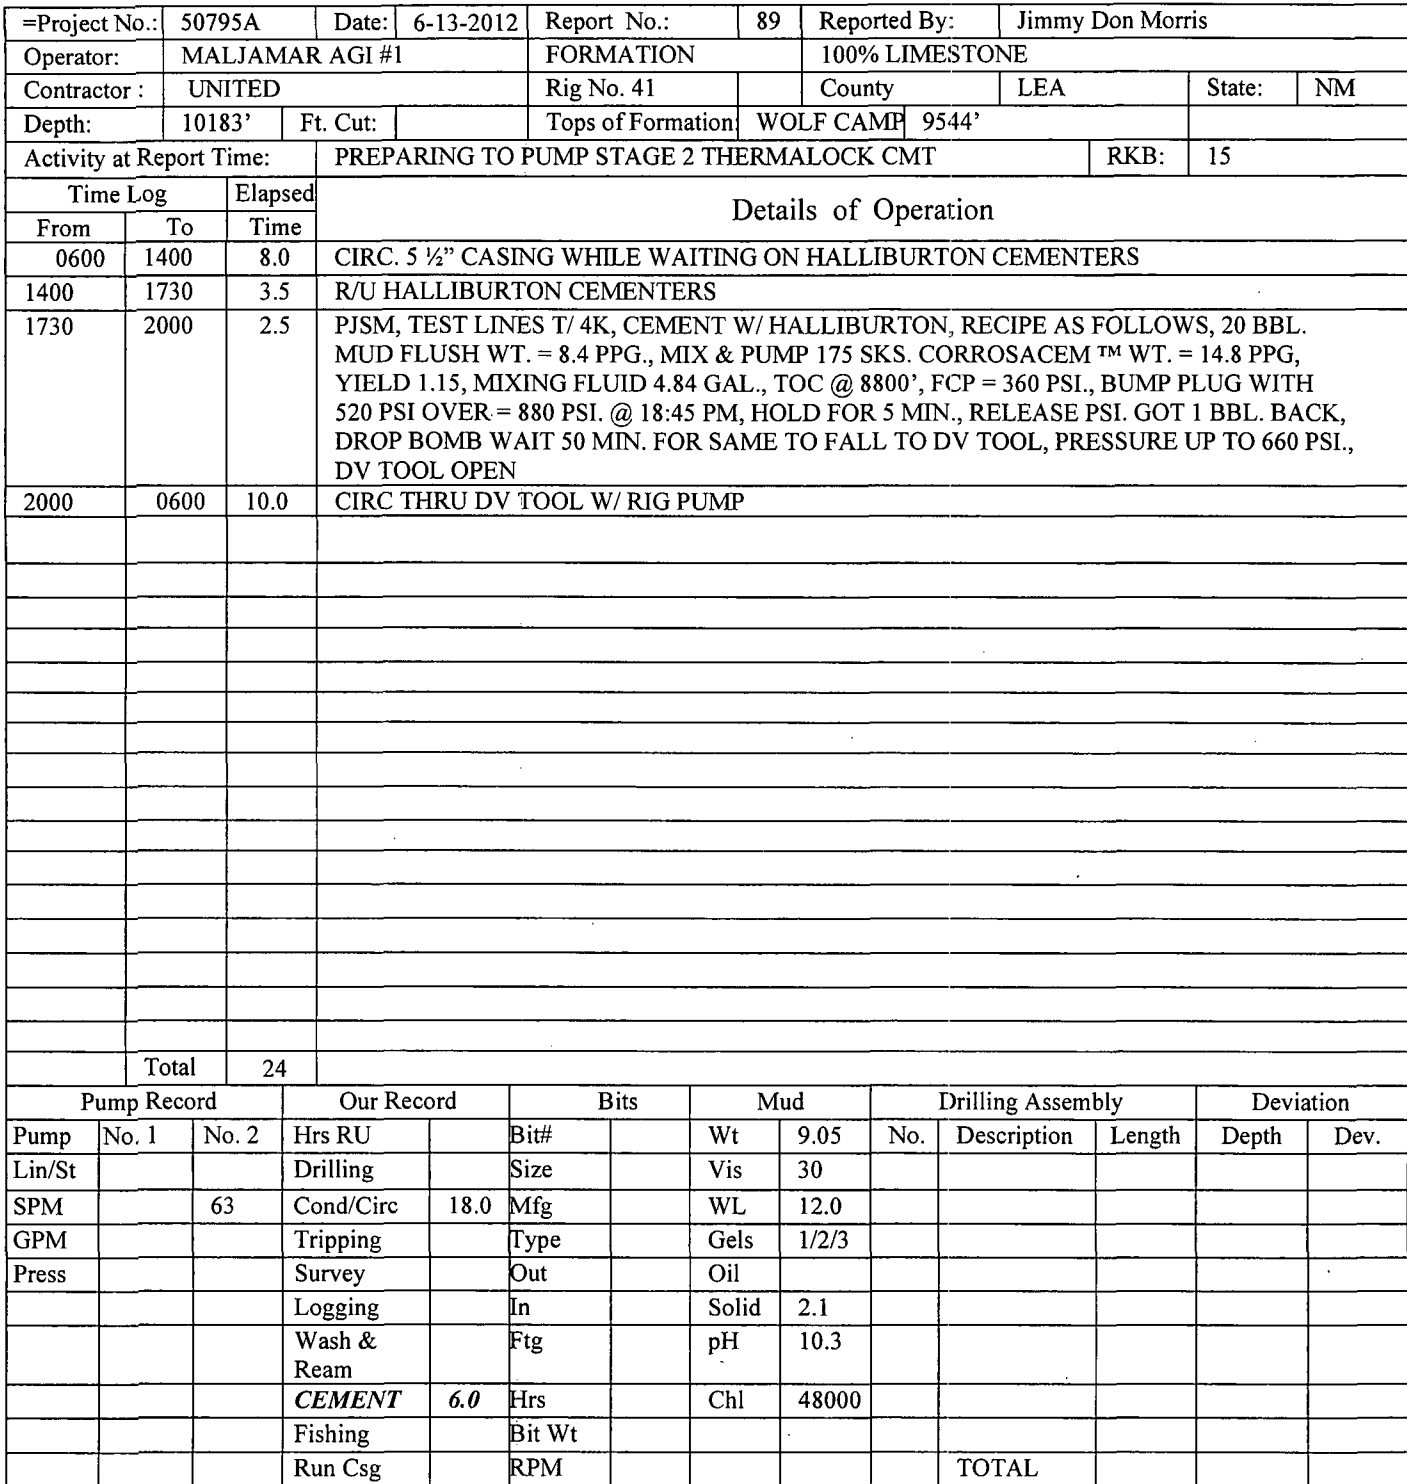 =Project No.: 50795A Date: 6-13-2012 Report No.: 89 Reported By: Jimmy Don Morris
Operator: MALJAMAR AGI #1 FORMATION 100% LIMESTONE
Contractor : UNITED Rig No. 41 County LEA State: NM
Depth: 10183' Ft. Cut: Tops of Formation WOLF CAMP 9544'
Activity at Report Time: PREPARING TO PUMP STAGE 2 THERMALOCK CMT RKB: 15
Time Log Elapsed Details of Operation
From To Time
0600 1400 8.0 CIRC. 5 ½” CASING WHILE WAITING ON HALLIBURTON CEMENTERS
1400 1730 3.5 R/U HALLIBURTON CEMENTERS
1730 2000 2.5 PJSM, TEST LINES T/ 4K, CEMENT W/ HALLIBURTON, RECIPE AS FOLLOWS, 20 BBL.
MUD FLUSH WT. = 8.4 PPG., MIX & PUMP 175 SKS. CORROSACEM ™ WT. = 14.8 PPG,
YIELD 1.15, MIXING FLUID 4.84 GAL., TOC @ 8800', FCP = 360 PSI., BUMP PLUG WITH
520 PSI OVER = 880 PSI. @ 18:45 PM, HOLD FOR 5 MIN., RELEASE PSI. GOT 1 BBL. BACK,
DROP BOMB WAIT 50 MIN. FOR SAME TO FALL TO DV TOOL, PRESSURE UP TO 660 PSI.,
DV TOOL OPEN
2000 0600 10.0 CIRC THRU DV TOOL W/ RIG PUMP
Total 24
Pump Record Our Record Bits Mud Drilling Assembly Deviation
Pump No. 1 No. 2 Hrs RU Bit# Wt 9.05 No. Description Length Depth Dev.
Lin/St Drilling Size Vis 30
SPM 63 Cond/Circ 18.0 Mfg WL 12.0
GPM Tripping Type Gels 1/2/3
Press Survey Out Oil
Logging In Solid 2.1
Wash & Ftg pH 10.3
Ream
CEMENT 6.0 Hrs Chl 48000
Fishing Bit Wt
Run Csg RPM TOTAL